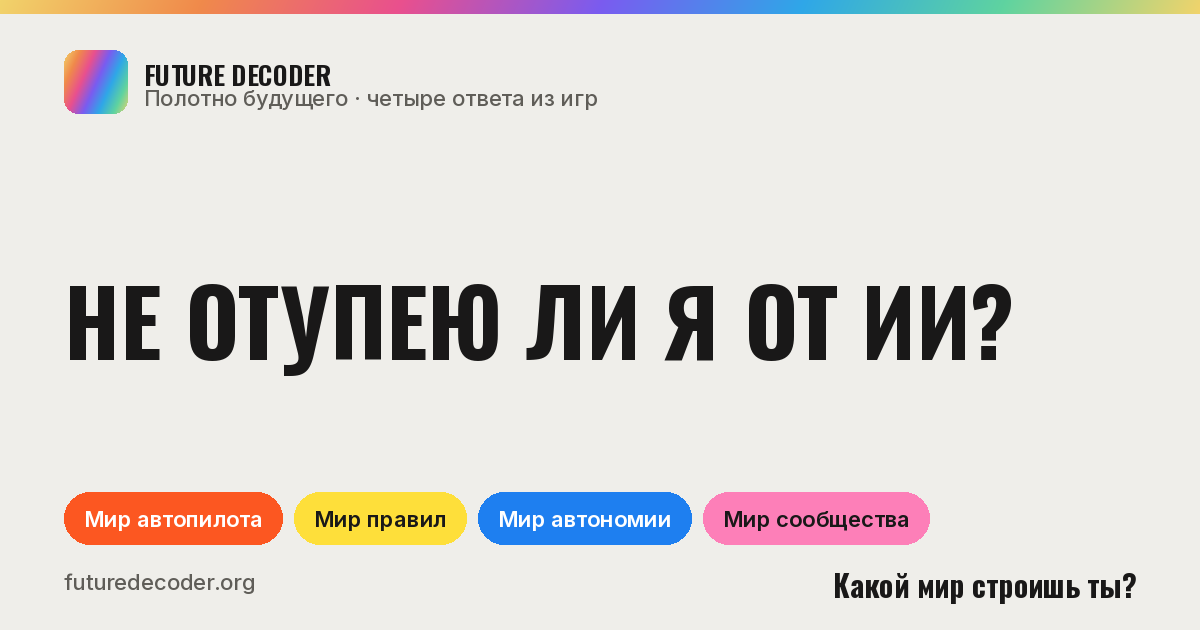 FUTURE DECODER
Полотно будущего · четыре ответа из игр
НЕ ОТУПЕЮ ЛИ Я ОТ ИИ?
Мир автопилота Мир правил Мир автономии Мир сообщества
futuredecoder.org
Какой мир строишь ты?